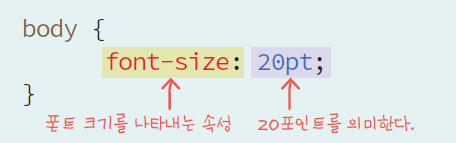 body {
font-size: 20pt;
}
폰트 크기를 나타내는 속성 20포인트를 의미한다.